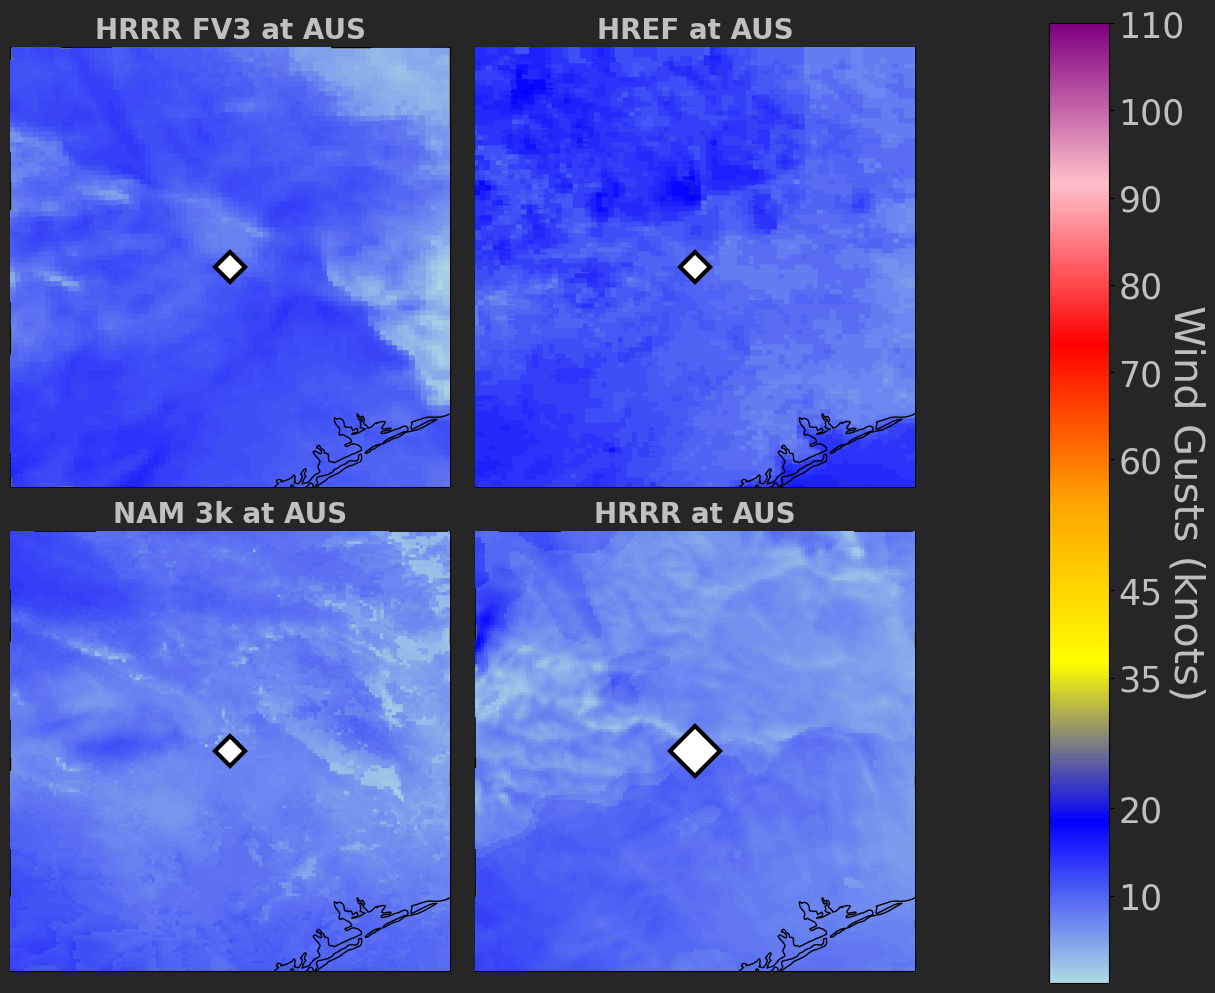 HRRR FV3 at AUS
HREF at AUS
NAM 3k at AUS
HRRR at AUS
110
100
90
80
70
60
45
35
20
10
Wind Gusts (knots)